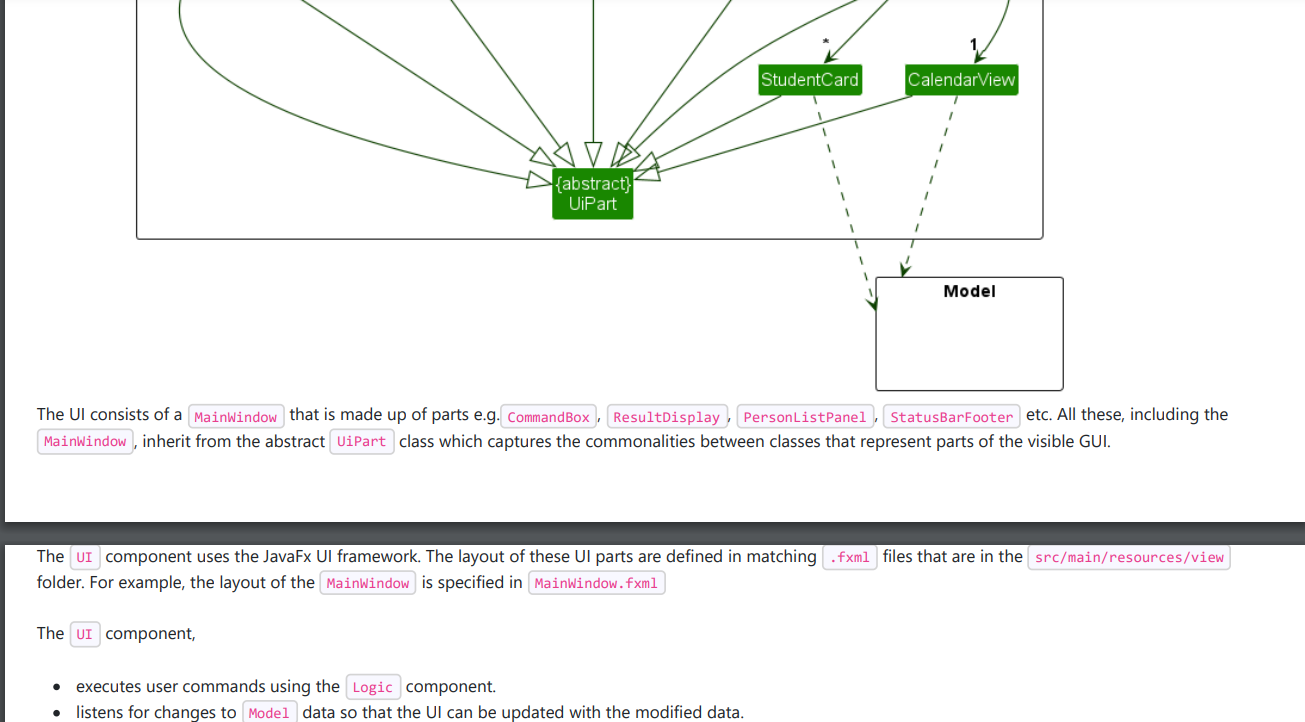 * 1
StudentCard CalendarView
{abstract}
UiPart
Model
The UI consists of a MainWindow that is made up of parts e.g. CommandBox, ResultDisplay, PersonListPanel, StatusBarFooter etc. All these, including the
MainWindow, inherit from the abstract UiPart class which captures the commonalities between classes that represent parts of the visible GUI.
The UI component uses the JavaFx UI framework. The layout of these UI parts are defined in matching .fxml files that are in the src/main/resources/view
folder. For example, the layout of the MainWindow is specified in MainWindow.fxml
The UI component,
• executes user commands using the Logic component.
• listens for changes to Model data so that the UI can be updated with the modified data.